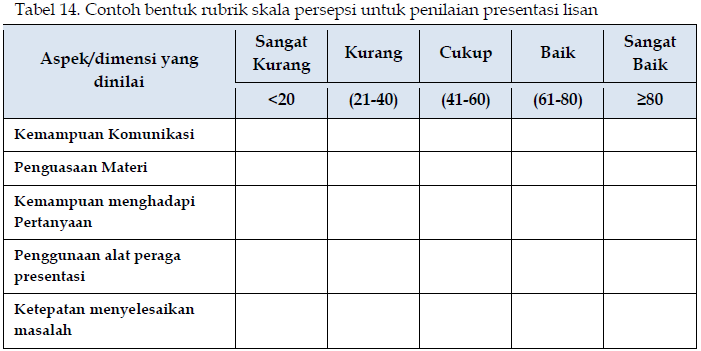 Tabel 14. Contoh bentuk rubrik skala persepsi untuk penilaian presentasi lisan
Aspek/dimensi yang
dinilai
Sangat
Kurang
Kurang
Cukup
Baik
Sangat
Baik
<20
(21-40)
(41-60)
(61-80)
≥80
Kemampuan Komunikasi
Penguasaan Materi
Kemampuan menghadapi
Pertanyaan
Penggunaan alat peraga
presentasi
Ketepatan menyelesaikan
masalah